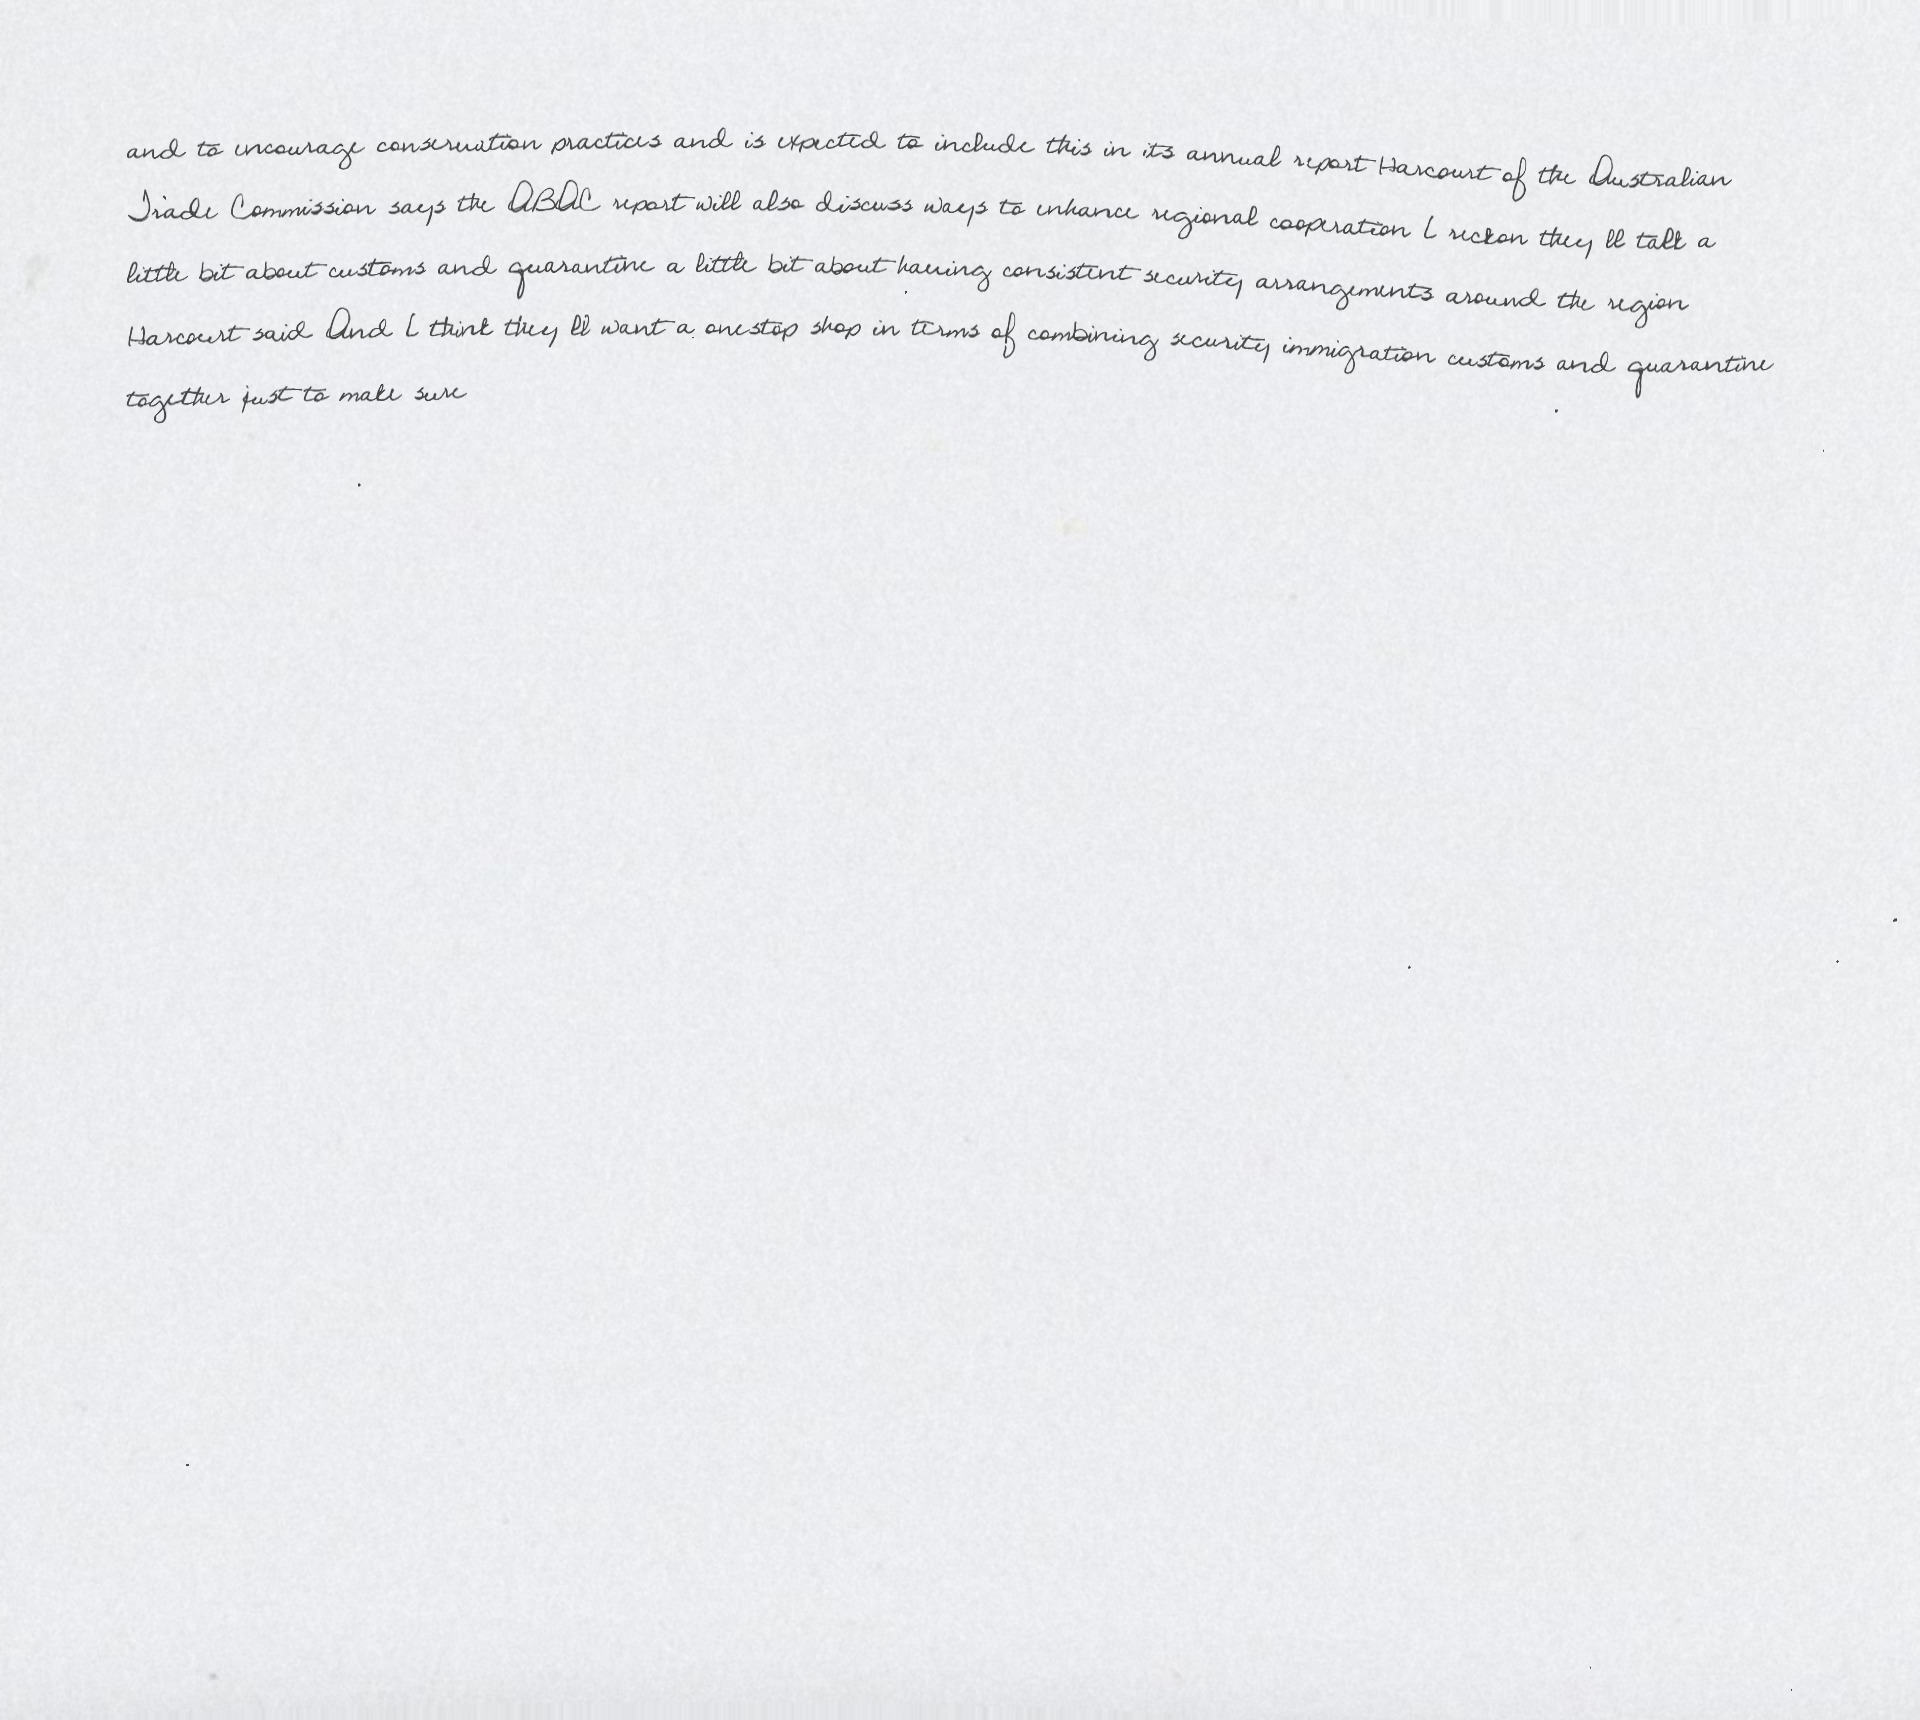 and to encourage conservation practices and is expected to include this in its annual report Harcourt of the Australian
Trade Commission says the ABAC report will also discuss ways to enhance regional cooperation I reckon they ll talk a
little bit about customs and quarantine a little bit about having consistent security arrangements around the region
Harcourt said And I think they ll want a onestop shop in terms of combining security immigration customs and quarantine
together just to make sure